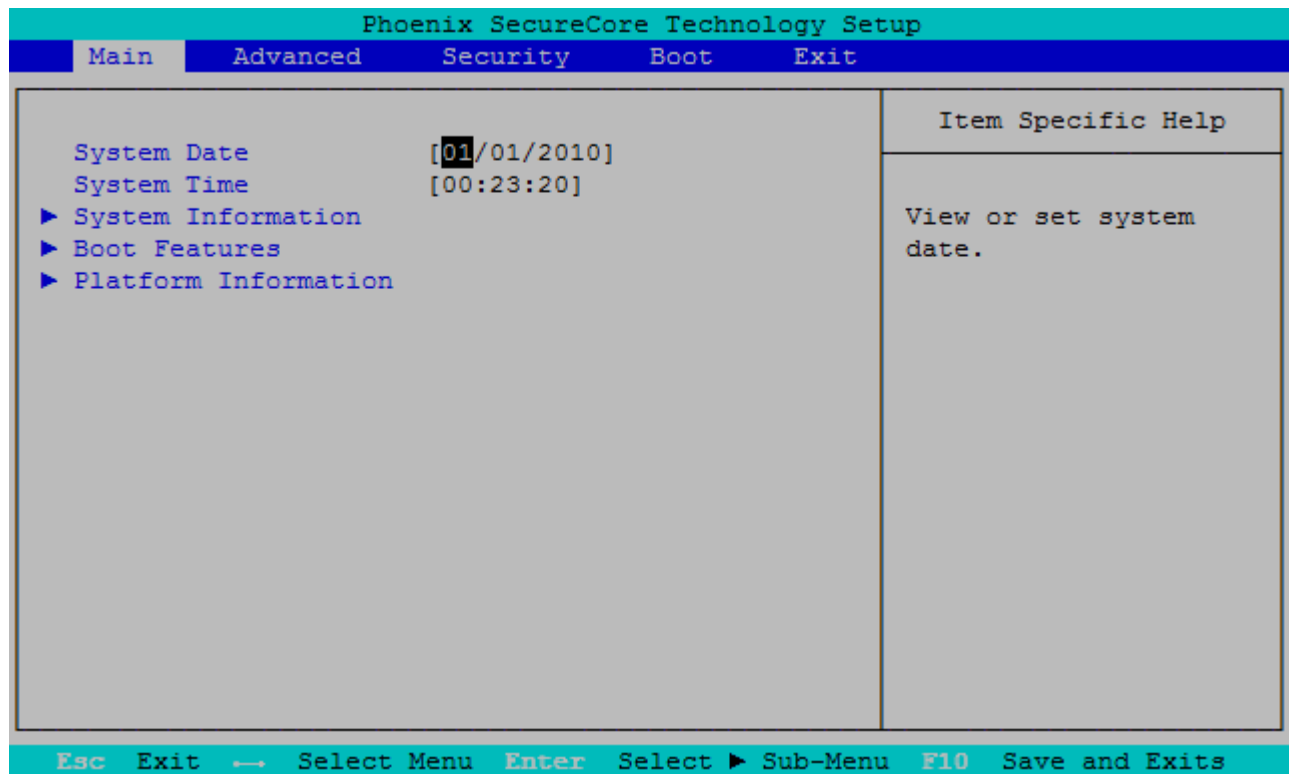 Phoenix SecureCore Technology Setup
Main Advanced Security Boot Exit
Item Specific Help
System Date [01/01/2010]
System Time [00:23:20]
► System Information
► Boot Features
► Platform Information
View or set system
date.
Esc Exit ↔ Select Menu Enter Select ► Sub-Menu F10 Save and Exits